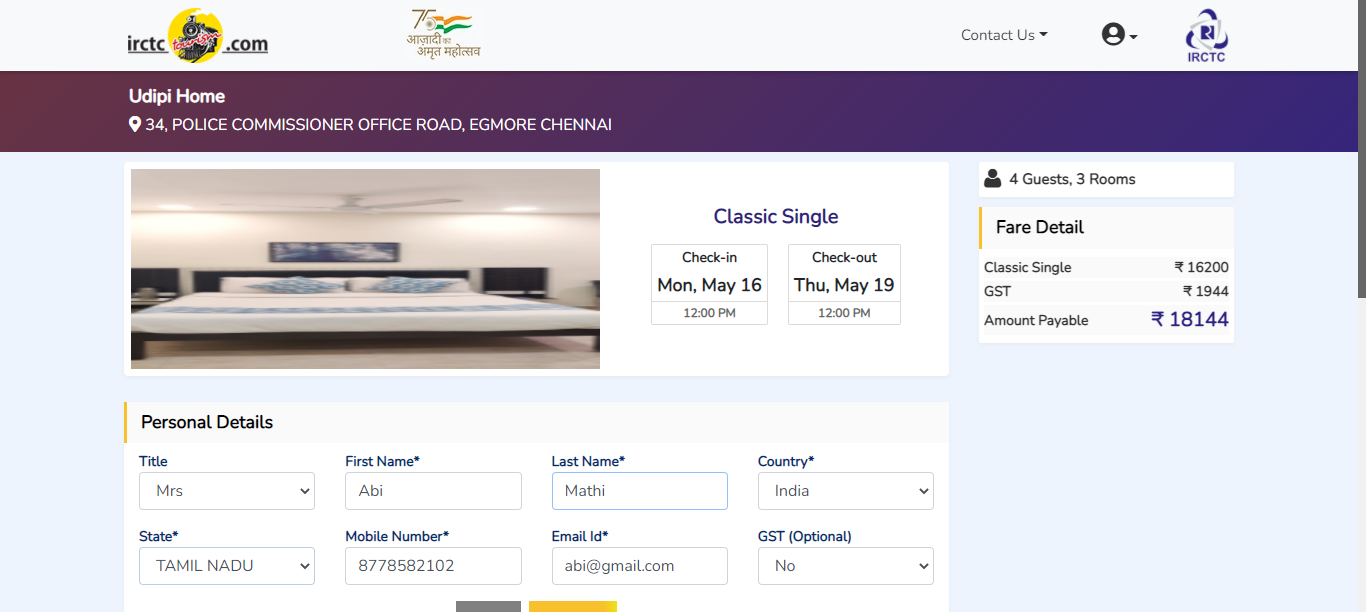 irctc tourism .com
75
आज़ादी का
अमृत महोत्सव
Contact Us
IRCTC
Udipi Home
34, POLICE COMMISSIONER OFFICE ROAD, EGMORE CHENNAI
Classic Single
Check-in
Mon, May 16
12:00 PM
Check-out
Thu, May 19
12:00 PM
4 Guests, 3 Rooms
Fare Detail
Classic Single ₹ 16200
GST ₹ 1944
Amount Payable ₹ 18144
Personal Details
Title First Name* Last Name* Country*
Mrs Abi Mathi India
State* Mobile Number* Email Id* GST (Optional)
TAMIL NADU 8778582102 abi@gmail.com No